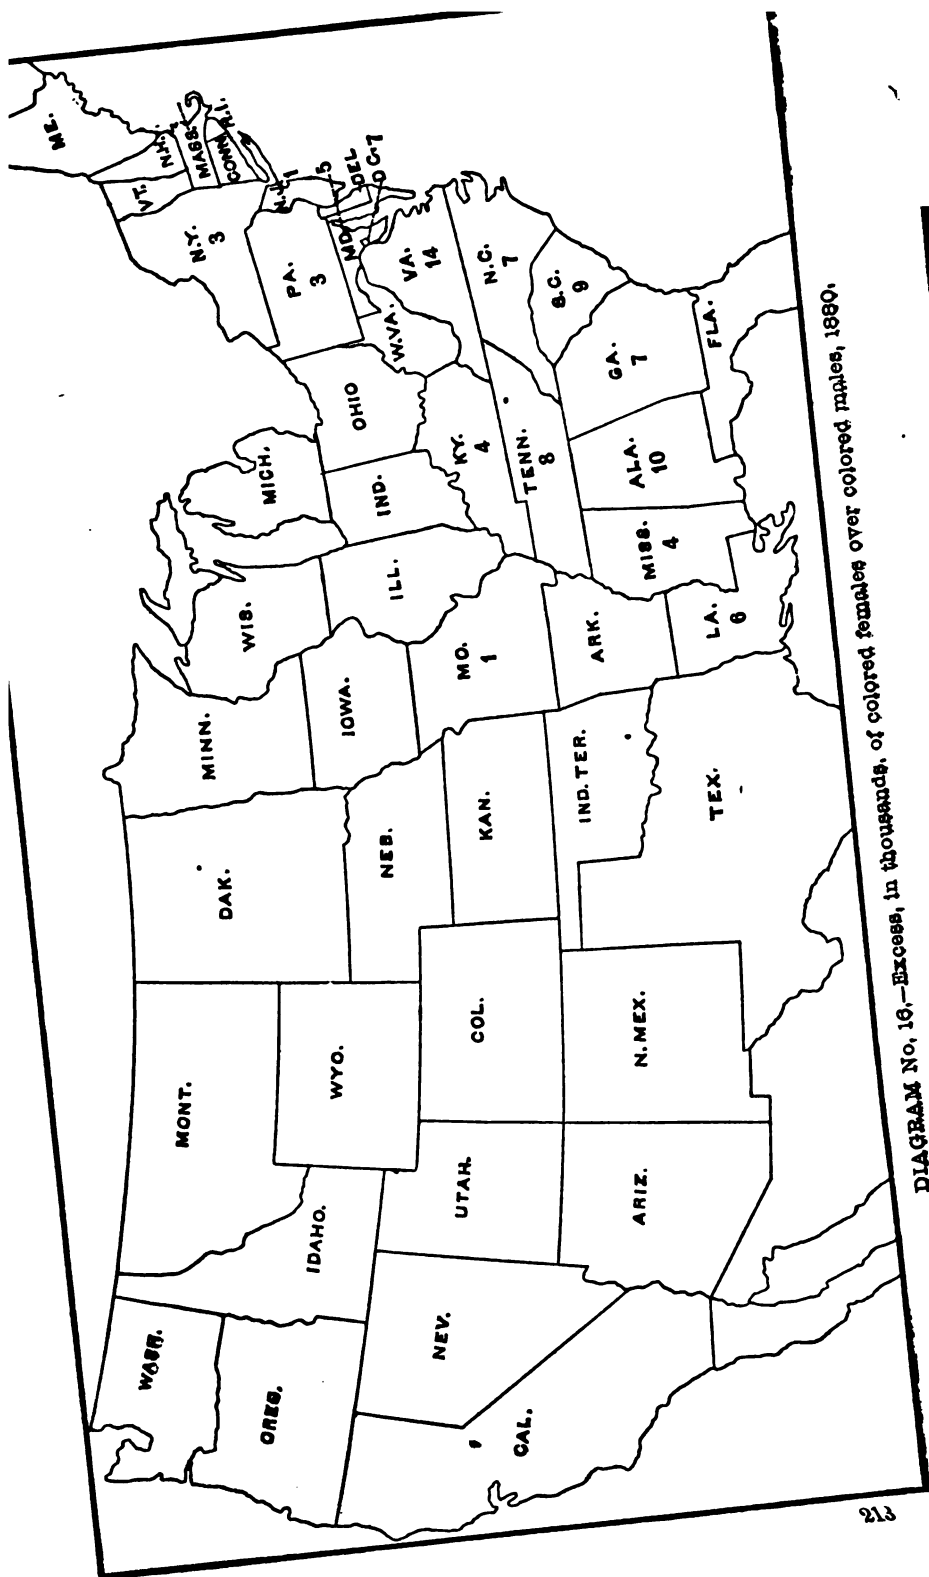 WASH.
OREG.
CAL.
NEV.
IDAHO.
MONT.
WYO.
UTAH.
ARIZ.
COL.
N.MEX.
DAK.
NEB.
KAN.
IND.TER.
TEX.
MINN.
IOWA.
MO.
1
ARK.
LA.
6
WIS.
ILL.
MICH.
IND.
OHIO
KY.
4
TENN.
8
MISS.
4
ALA.
10
GA.
7
FLA.
S.C.
9
N.C.
7
VA.
14
W.VA.
PA.
3
N.Y.
3
VT.
N.H.
ME.
MASS.
CONN.
R.I.
N.J. 1
MD. 5
DEL
D.C. 7
DIAGRAM No. 16.—Excess, in thousands, of colored females over colored males, 1880.
213